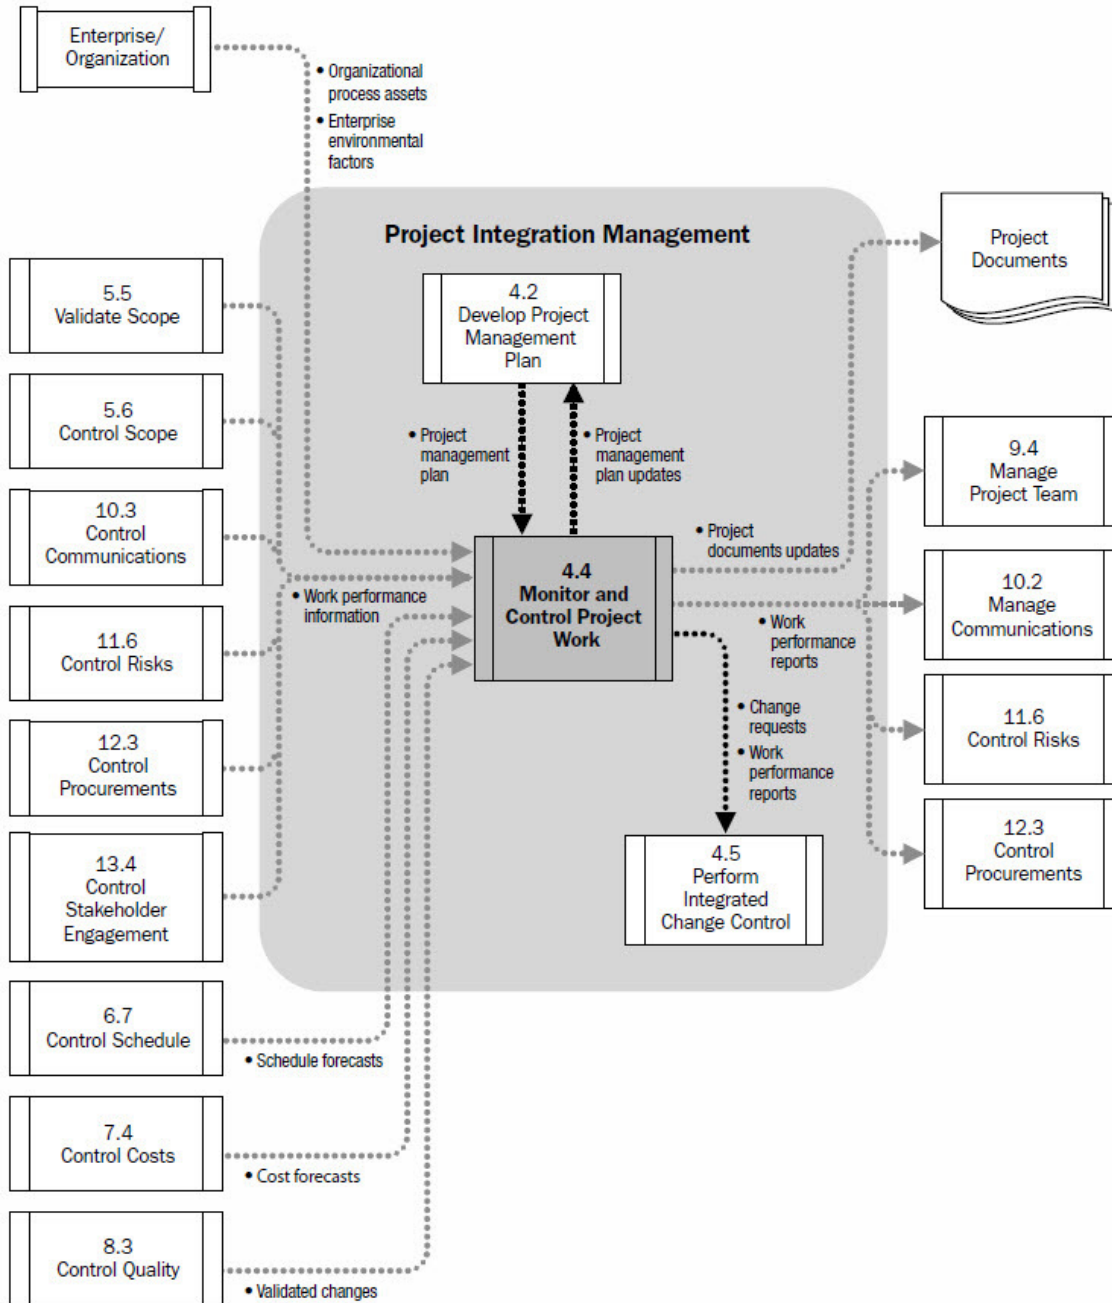 Enterprise/
Organization
• Organizational
process assets
• Enterprise
environmental
factors
Project Integration Management
Project
Documents
5.5
Validate Scope
4.2
Develop Project
Management
Plan
5.6
Control Scope
• Project
management
plan
• Project
management
plan updates
9.4
Manage
Project Team
10.3
Control
Communications
• Project
documents updates
4.4
Monitor and
Control Project
Work
• Work performance
information
10.2
Manage
Communications
• Work
performance
reports
11.6
Control Risks
• Change
requests
• Work
performance
reports
11.6
Control Risks
12.3
Control
Procurements
4.5
Perform
Integrated
Change Control
12.3
Control
Procurements
13.4
Control
Stakeholder
Engagement
6.7
Control Schedule
• Schedule forecasts
7.4
Control Costs
• Cost forecasts
8.3
Control Quality
• Validated changes